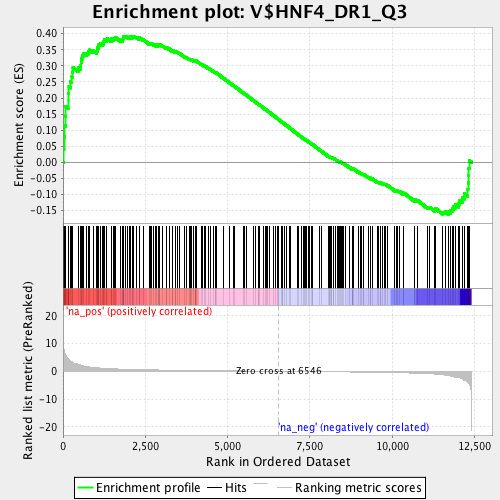 Enrichment plot: V$HNF4_DR1_Q3
Enrichment score (ES)
0.40
0.35
0.30
0.25
0.20
0.15
0.10
0.05
0.00
-0.05
-0.10
-0.15
'na_pos' (positively correlated)
Ranked list metric (PreRanked)
20
10
0
-10
-20
Zero cross at 6546
'na_neg' (negatively correlated)
0
2,500
5,000
7,500
10,000
12,500
Rank in Ordered Dataset
Enrichment profile
Hits
Ranking metric scores